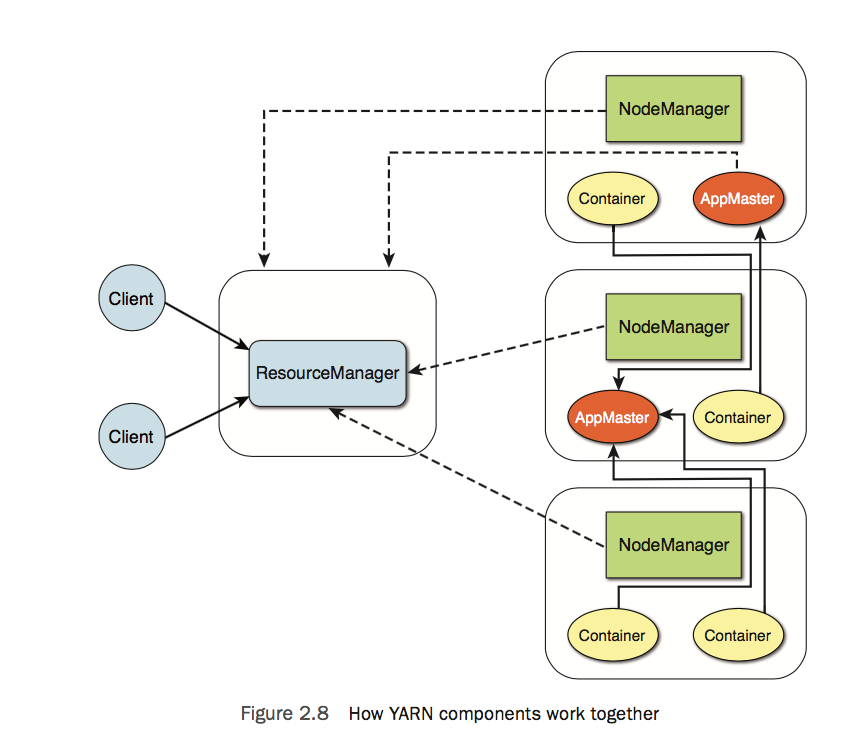 NodeManager
Container
AppMaster
Client
ResourceManager
Client
NodeManager
AppMaster
Container
NodeManager
Container
Container
Figure 2.8 How YARN components work together